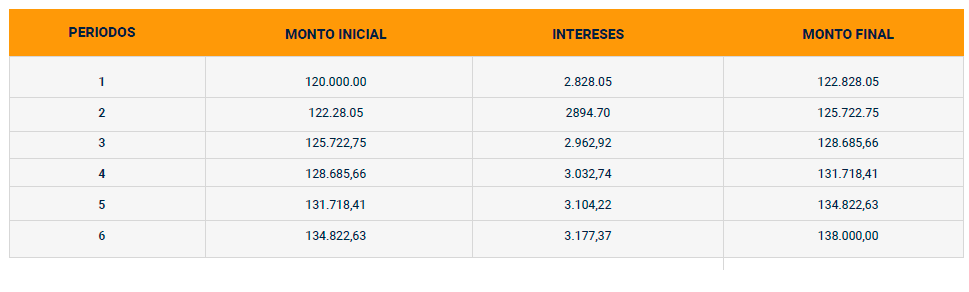 PERIODOS MONTO INICIAL INTERESES MONTO FINAL
1 120.000.00 2.828.05 122.828.05
2 122.28.05 2894.70 125.722.75
3 125.722,75 2.962,92 128.685,66
4 128.685,66 3.032,74 131.718,41
5 131.718,41 3.104,22 134.822,63
6 134.822,63 3.177,37 138.000,00